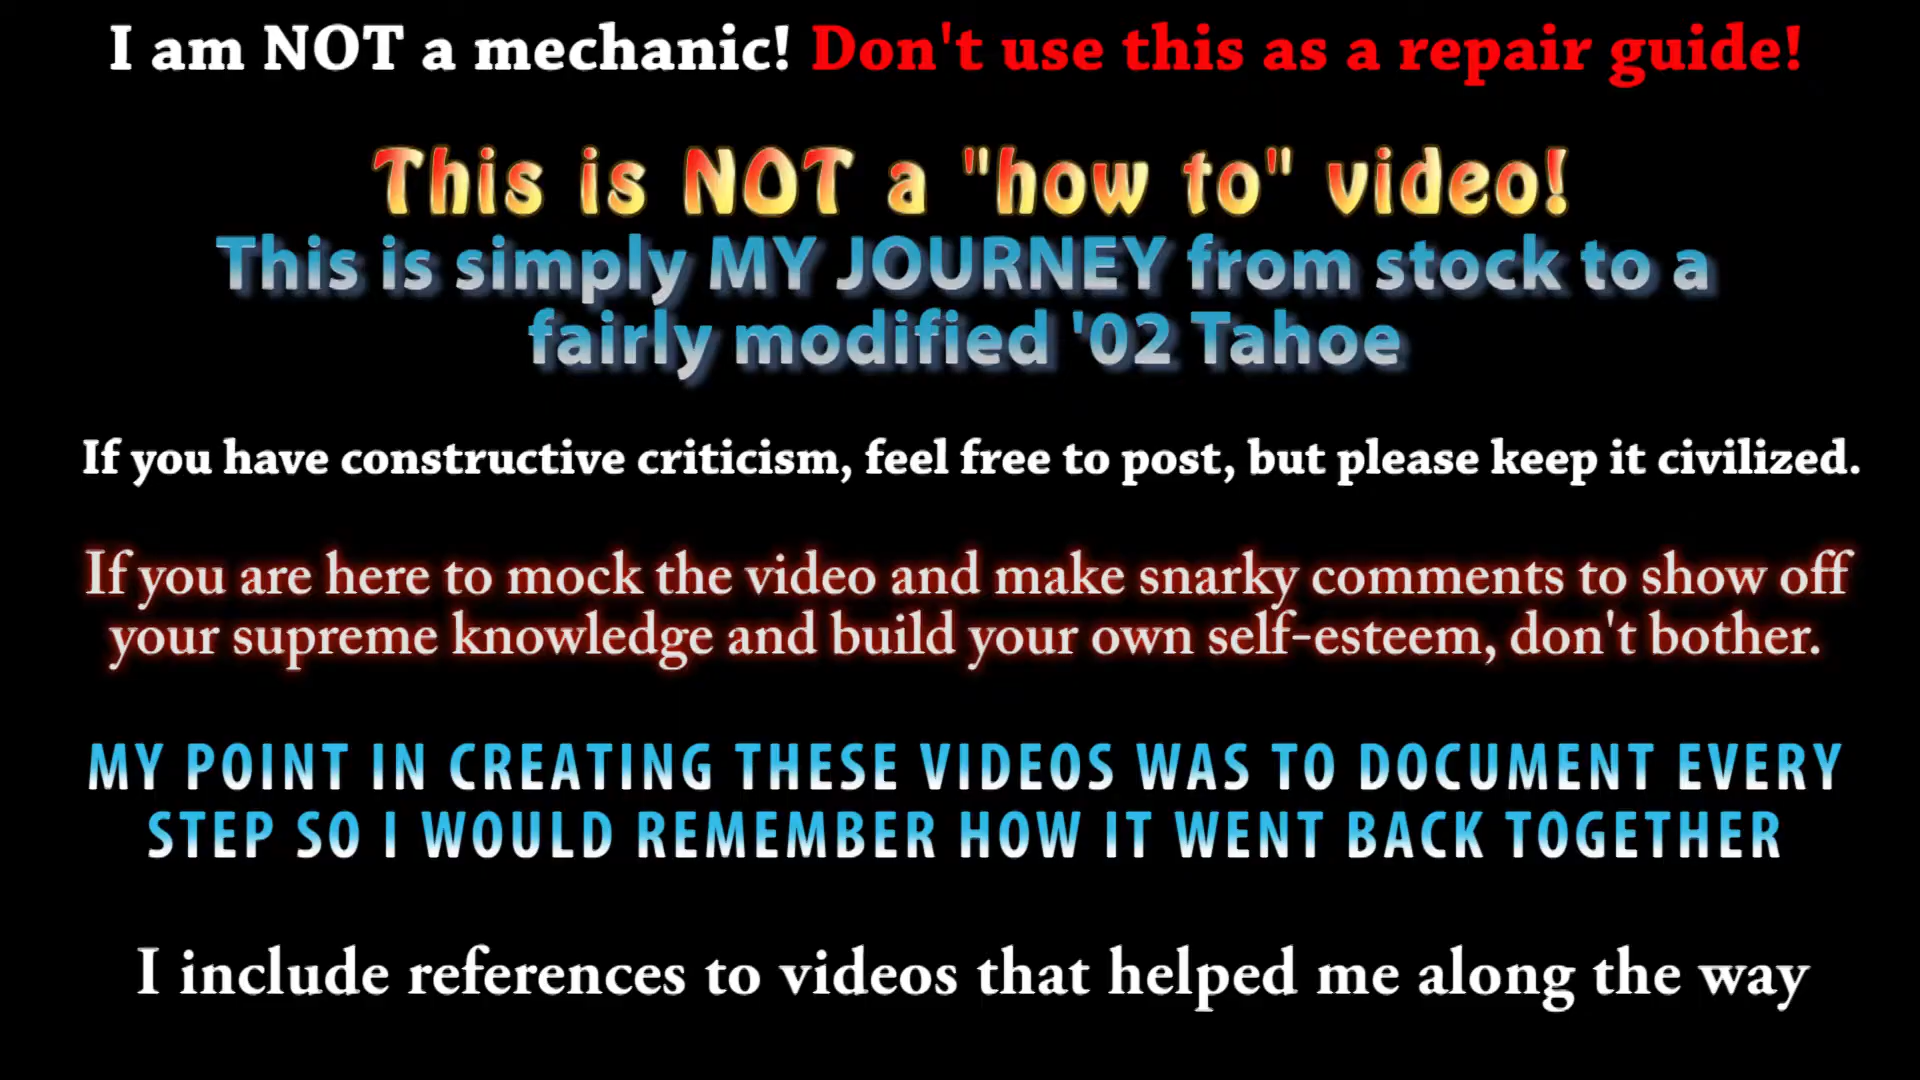 I am NOT a mechanic! Don't use this as a repair guide!
This is NOT a "how to" video!
This is simply MY JOURNEY from stock to a
fairly modified '02 Tahoe
If you have constructive criticism, feel free to post, but please keep it civilized.
If you are here to mock the video and make snarky comments to show off
your supreme knowledge and build your own self-esteem, don't bother.
MY POINT IN CREATING THESE VIDEOS WAS TO DOCUMENT EVERY
STEP SO I WOULD REMEMBER HOW IT WENT BACK TOGETHER
I include references to videos that helped me along the way